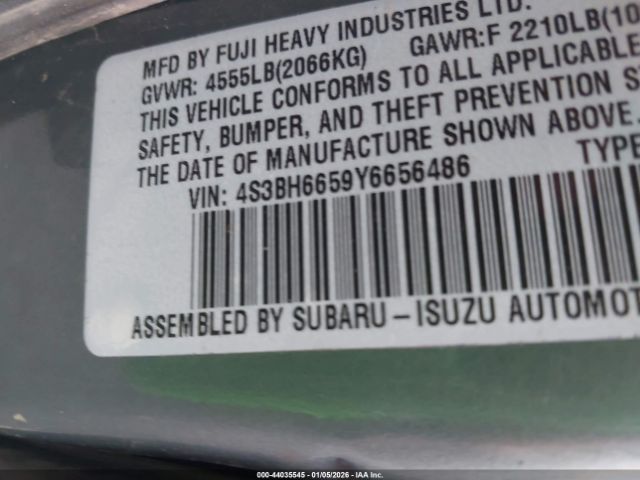 MFD BY FUJI HEAVY INDUSTRIES LTD.
GVWR: 4555LB(2066KG) GAWR:F 2210LB(10
THIS VEHICLE CONFORMS TO ALL APPLICABLE
SAFETY, BUMPER, AND THEFT PREVENTION S
THE DATE OF MANUFACTURE SHOWN ABOVE.
VIN: 4S3BH6659Y6656486 TYPE
ASSEMBLED BY SUBARU-ISUZU AUTOMOT
000-44035545 - 01/05/2026 - IAA Inc.